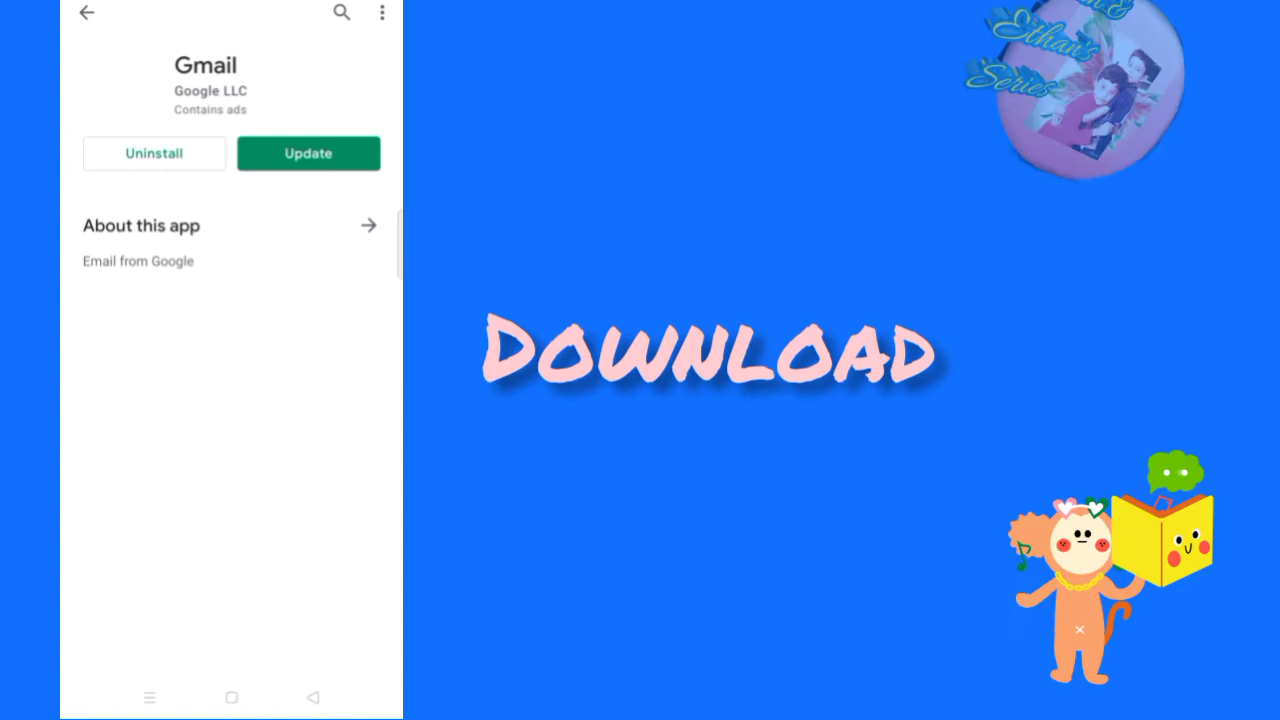 Gmail
Google LLC
Contains ads
Uninstall
Update
About this app
Email from Google
Download
&
Ethan's
Series